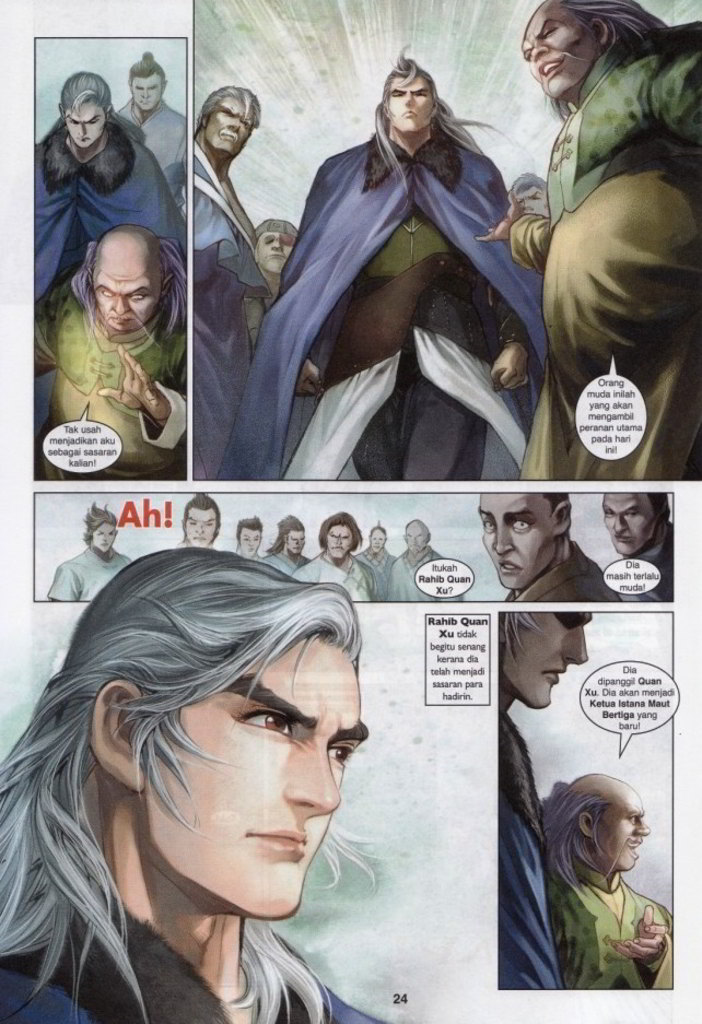 Tak usah
menjadikan aku
sebagai sasaran
kalian!
Orang
muda inilah
yang akan
mengambil
peranan utama
pada hari
ini!
Ah!
Itukah
Rahib Quan
Xu?
Dia
masih terlalu
muda!
Rahib Quan
Xu tidak
begitu senang
kerana dia
telah menjadi
sasaran para
hadirin.
Dia
dipanggil Quan
Xu. Dia akan menjadi
Ketua Istana Maut
Bertiga yang
baru!
24